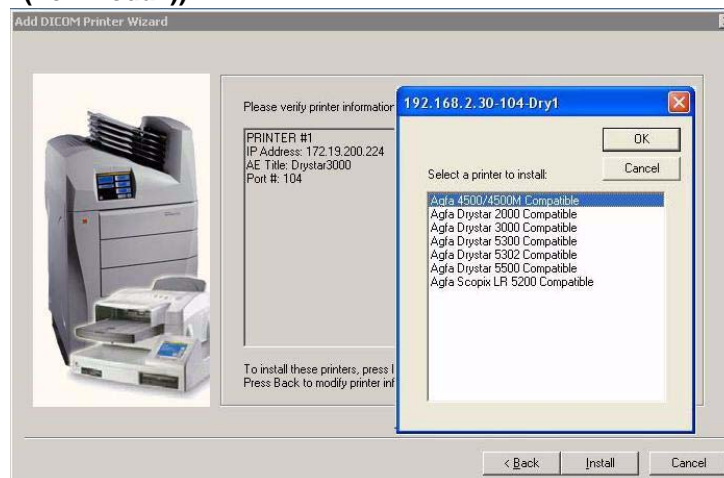 Add DICOM Printer Wizard
Please verify printer information
PRINTER #1
IP Address: 172.19.200.224
AE Title: Drystar3000
Port #: 104
To install these printers, press I
Press Back to modify printer inf
192.168.2.30-104-Dry1
OK
Cancel
Select a printer to install:
Agfa 4500/4500M Compatible
Agfa Drystar 2000 Compatible
Agfa Drystar 3000 Compatible
Agfa Drystar 5300 Compatible
Agfa Drystar 5302 Compatible
Agfa Drystar 5500 Compatible
Agfa Scopix LR 5200 Compatible
< Back
Install
Cancel